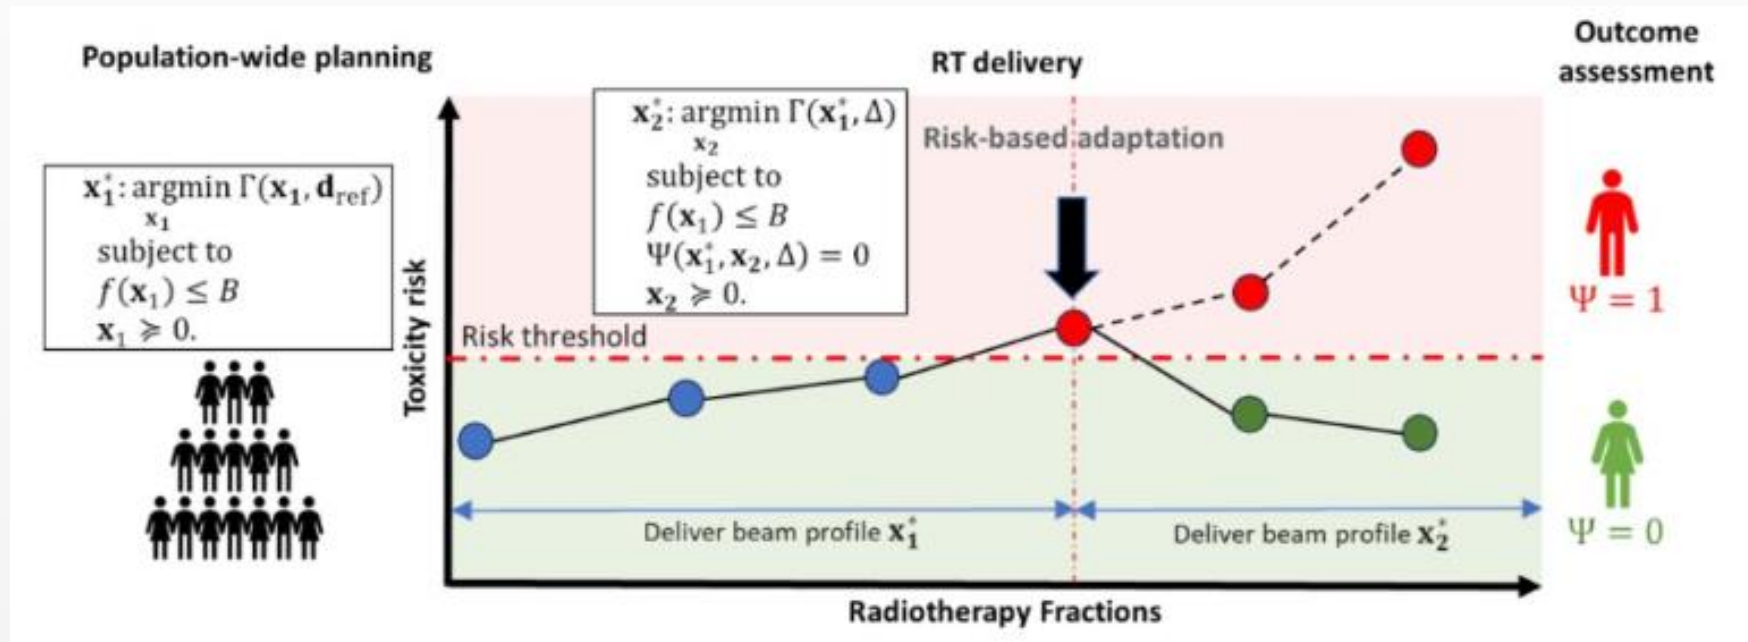 Population-wide planning
x₁*: argmin Γ(x₁, d_ref)
x₁
subject to
f(x₁) ≤ B
x₁ ≽ 0.
RT delivery
x₂*: argmin Γ(x₁*, Δ)
x₂
subject to
f(x₁) ≤ B
Ψ(x₁*, x₂, Δ) = 0
x₂ ≽ 0.
Risk-based adaptation
Toxicity risk
Risk threshold
Deliver beam profile x₁*
Deliver beam profile x₂*
Radiotherapy Fractions
Outcome
assessment
Ψ = 1
Ψ = 0